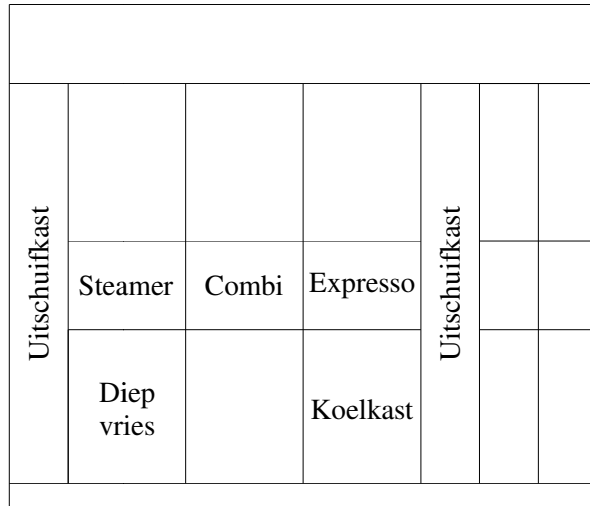 Uitschuifkast
Steamer
Combi
Expresso
Uitschuifkast
Diep
vries
Koelkast